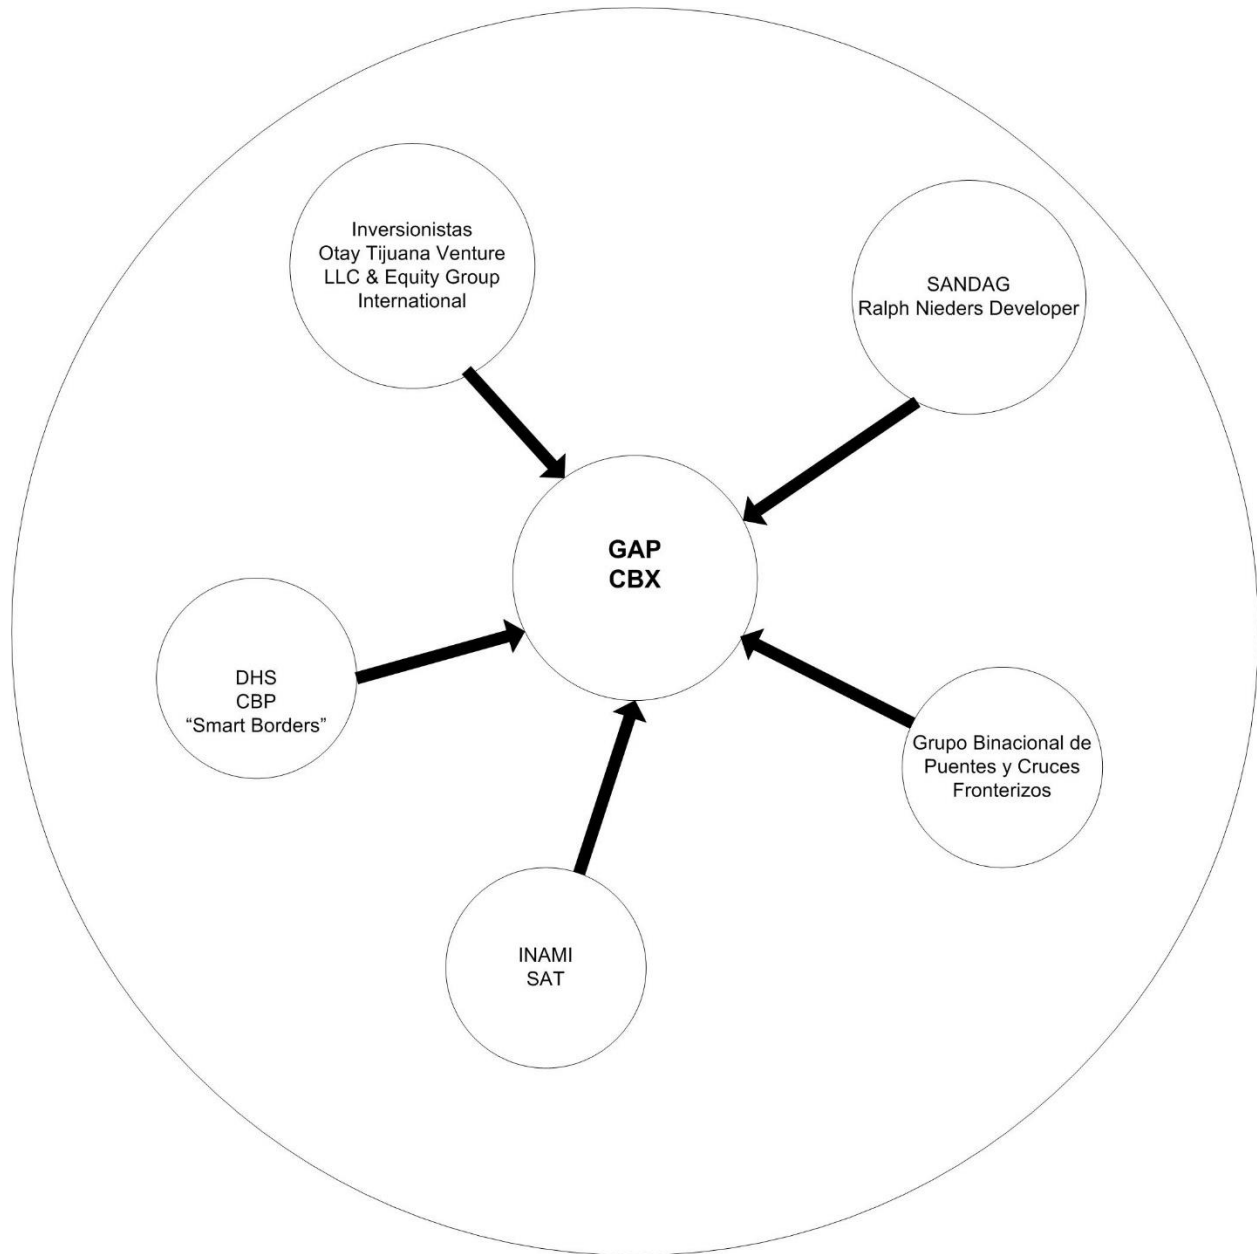 Inversionistas
Otay Tijuana Venture
LLC & Equity Group
International
SANDAG
Ralph Nieders Developer
GAP
CBX
DHS
CBP
“Smart Borders”
Grupo Binacional de
Puentes y Cruces
Fronterizos
INAMI
SAT